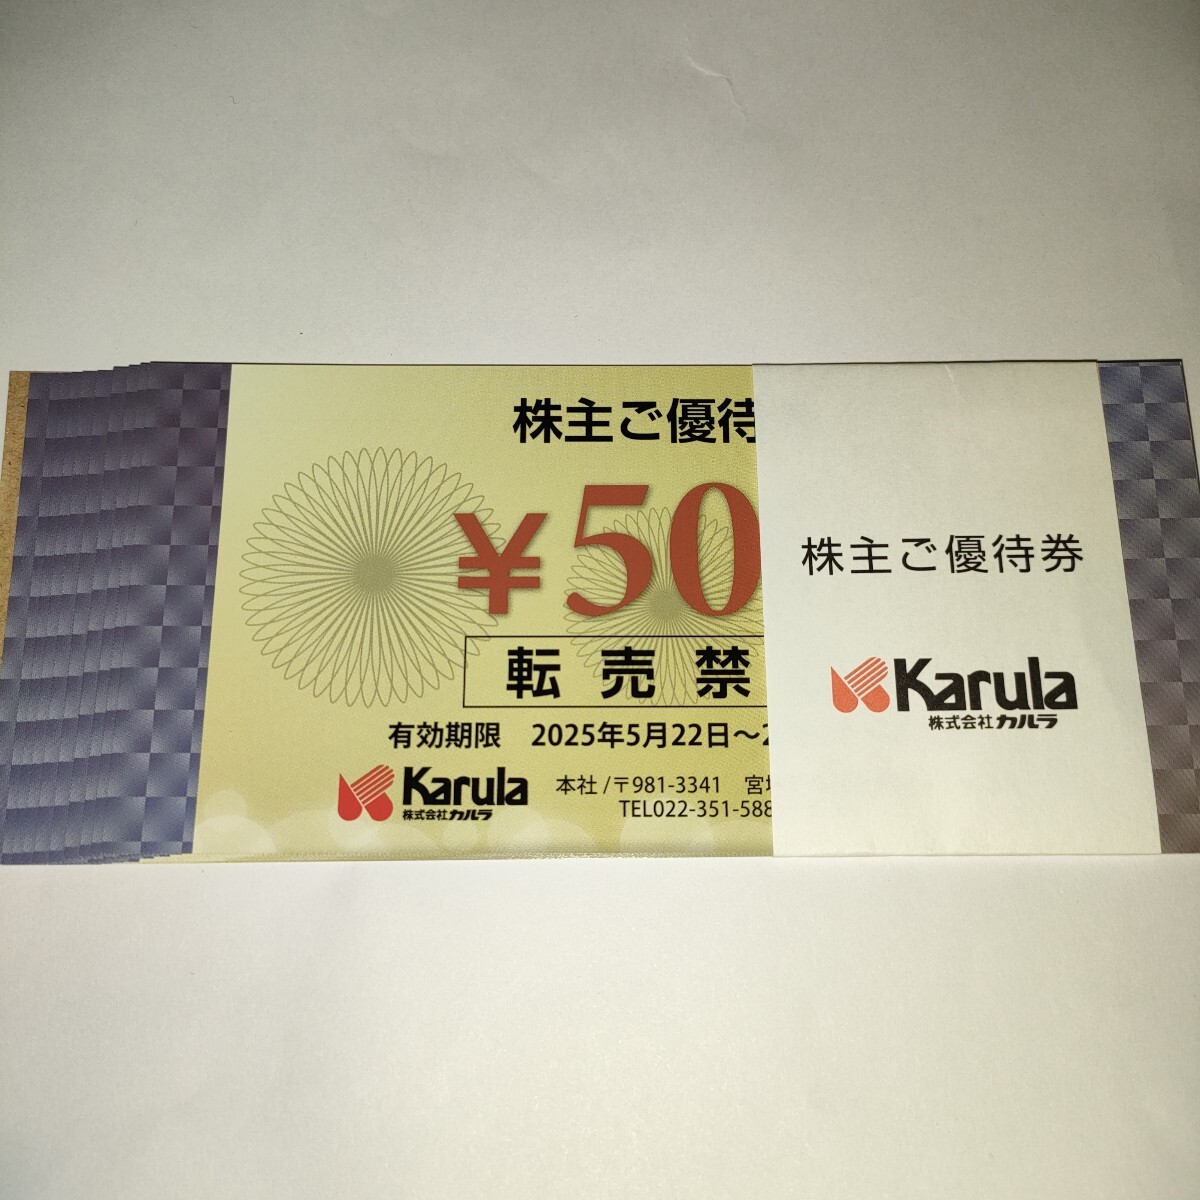 株主ご優待
¥50
転売禁
有効期限 2025年5月22日～2
Karula
株式会社カルラ
本社/〒981-3341 宮城
TEL022-351-588
株主ご優待券
Karula
株式会社カルラ